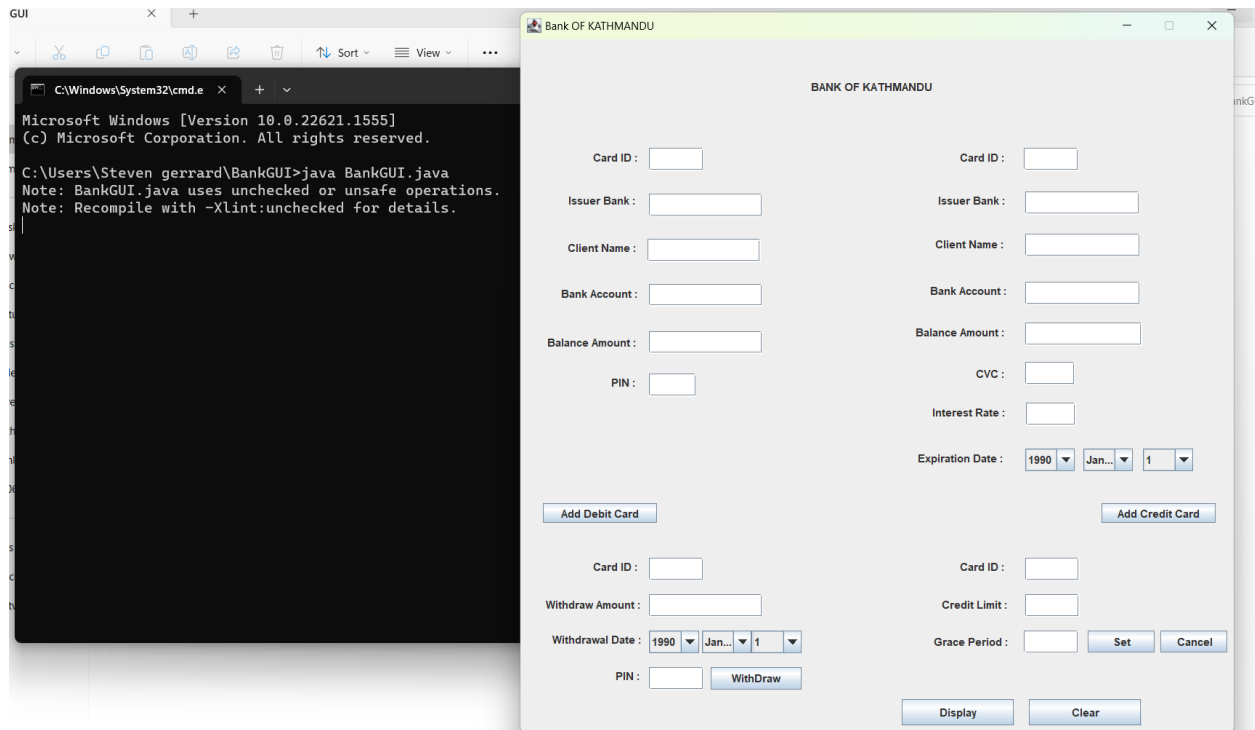 GUI
Sort
View
C:\Windows\System32\cmd.e
Microsoft Windows [Version 10.0.22621.1555]
(c) Microsoft Corporation. All rights reserved.
C:\Users\Steven gerrard\BankGUI>java BankGUI.java
Note: BankGUI.java uses unchecked or unsafe operations.
Note: Recompile with -Xlint:unchecked for details.
Bank OF KATHMANDU
BANK OF KATHMANDU
Card ID : Card ID :
Issuer Bank : Issuer Bank :
Client Name : Client Name :
Bank Account : Bank Account :
Balance Amount : Balance Amount :
PIN : CVC :
Interest Rate :
Expiration Date : 1990 Jan... 1
Add Debit Card Add Credit Card
Card ID : Card ID :
Withdraw Amount : Credit Limit :
Withdrawal Date : 1990 Jan... 1 Grace Period : Set Cancel
PIN : WithDraw
Display Clear